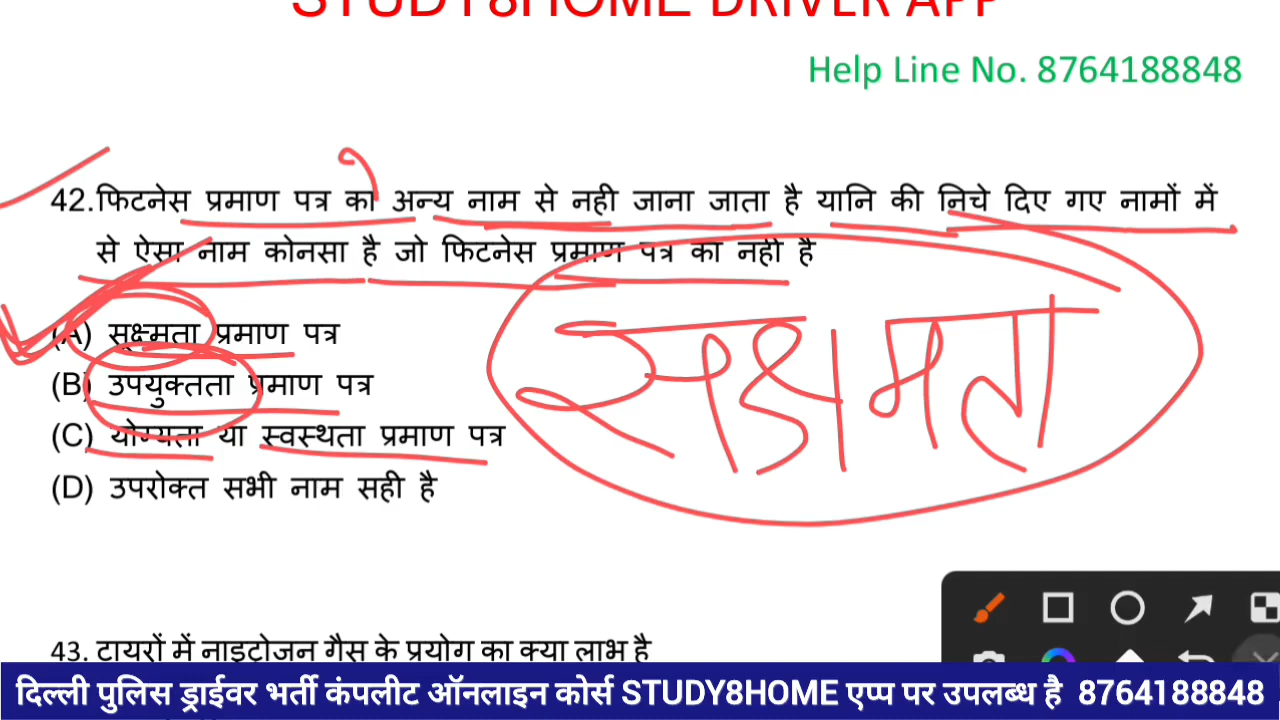 STUDY8HOME DRIVER APP
Help Line No. 8764188848
42. फिटनेस प्रमाण पत्र को अन्य नाम से नही जाना जाता है यानि की निचे दिए गए नामों में
से ऐसा नाम कोनसा है जो फिटनेस प्रमाण पत्र का नही है
(A) सूक्ष्मता प्रमाण पत्र
(B) उपयुक्तता प्रमाण पत्र
(C) योग्यता या स्वस्थता प्रमाण पत्र
(D) उपरोक्त सभी नाम सही है
सक्षमता
43. टायरों में नाइट्रोजन गैस के प्रयोग का क्या लाभ है
दिल्ली पुलिस ड्राईवर भर्ती कंपलीट ऑनलाइन कोर्स STUDY8HOME एप्प पर उपलब्ध है 8764188848